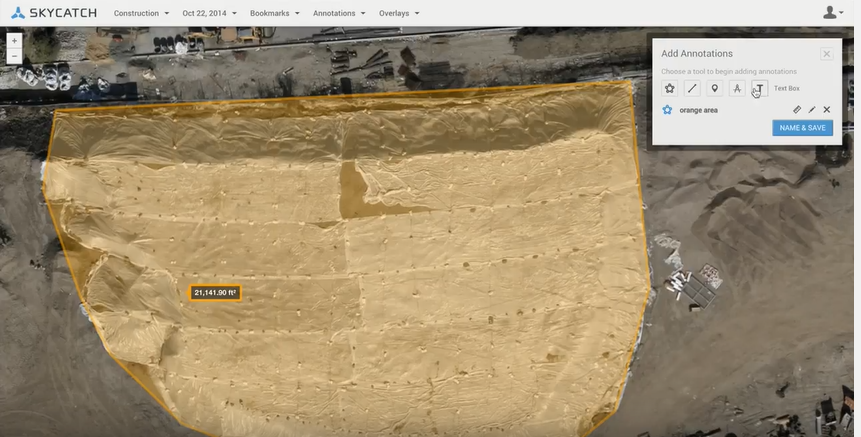 SKYCATCH Construction Oct 22, 2014 Bookmarks Annotations Overlays
+
−
Add Annotations
Choose a tool to begin adding annotations
T Text Box
orange area
NAME & SAVE
21,141.90 ft²